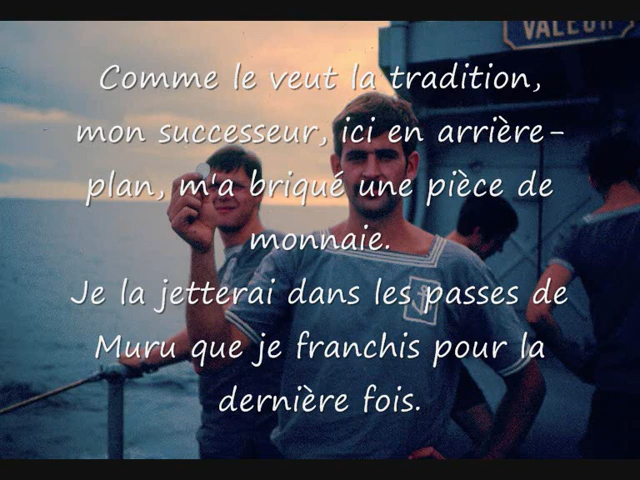 VALEUR
Comme le veut la tradition,
mon successeur, ici en arrière-
plan, m'a briqué une pièce de
monnaie.
Je la jetterai dans les passes de
Muru que je franchis pour la
dernière fois.